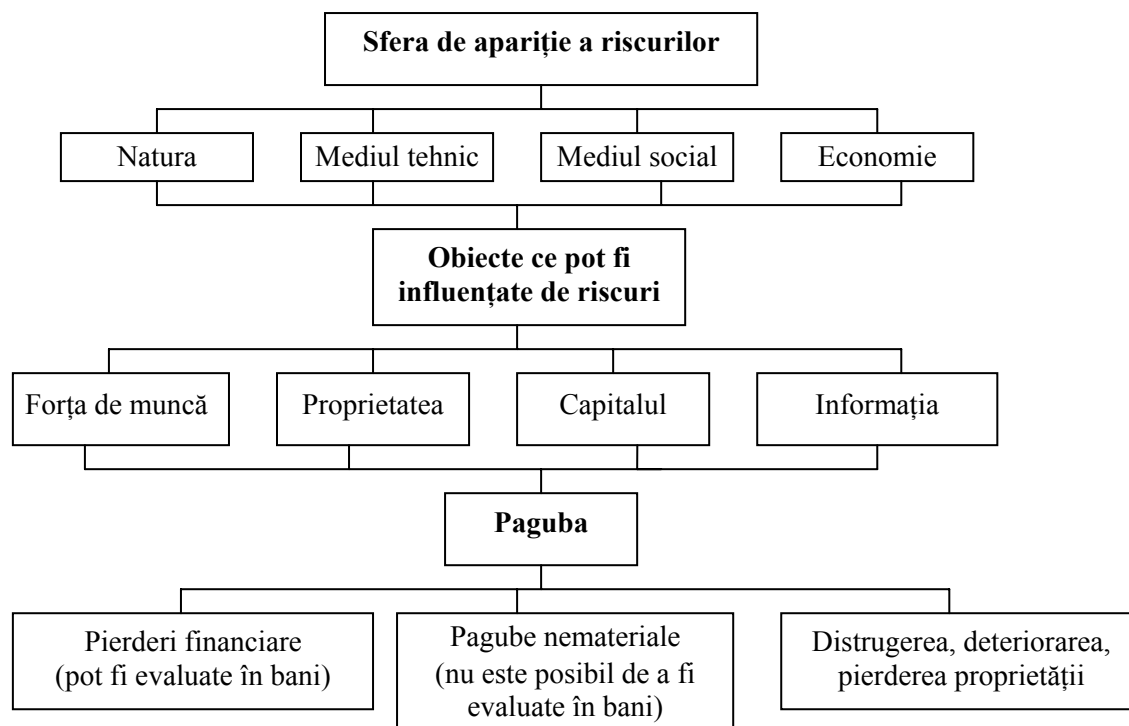 Sfera de apariție a riscurilor
Natura
Mediul tehnic
Mediul social
Economie
Obiecte ce pot fi
influențate de riscuri
Forța de muncă
Proprietatea
Capitalul
Informația
Paguba
Pierderi financiare
(pot fi evaluate în bani)
Pagube nemateriale
(nu este posibil de a fi
evaluate în bani)
Distrugerea, deteriorarea,
pierderea proprietății